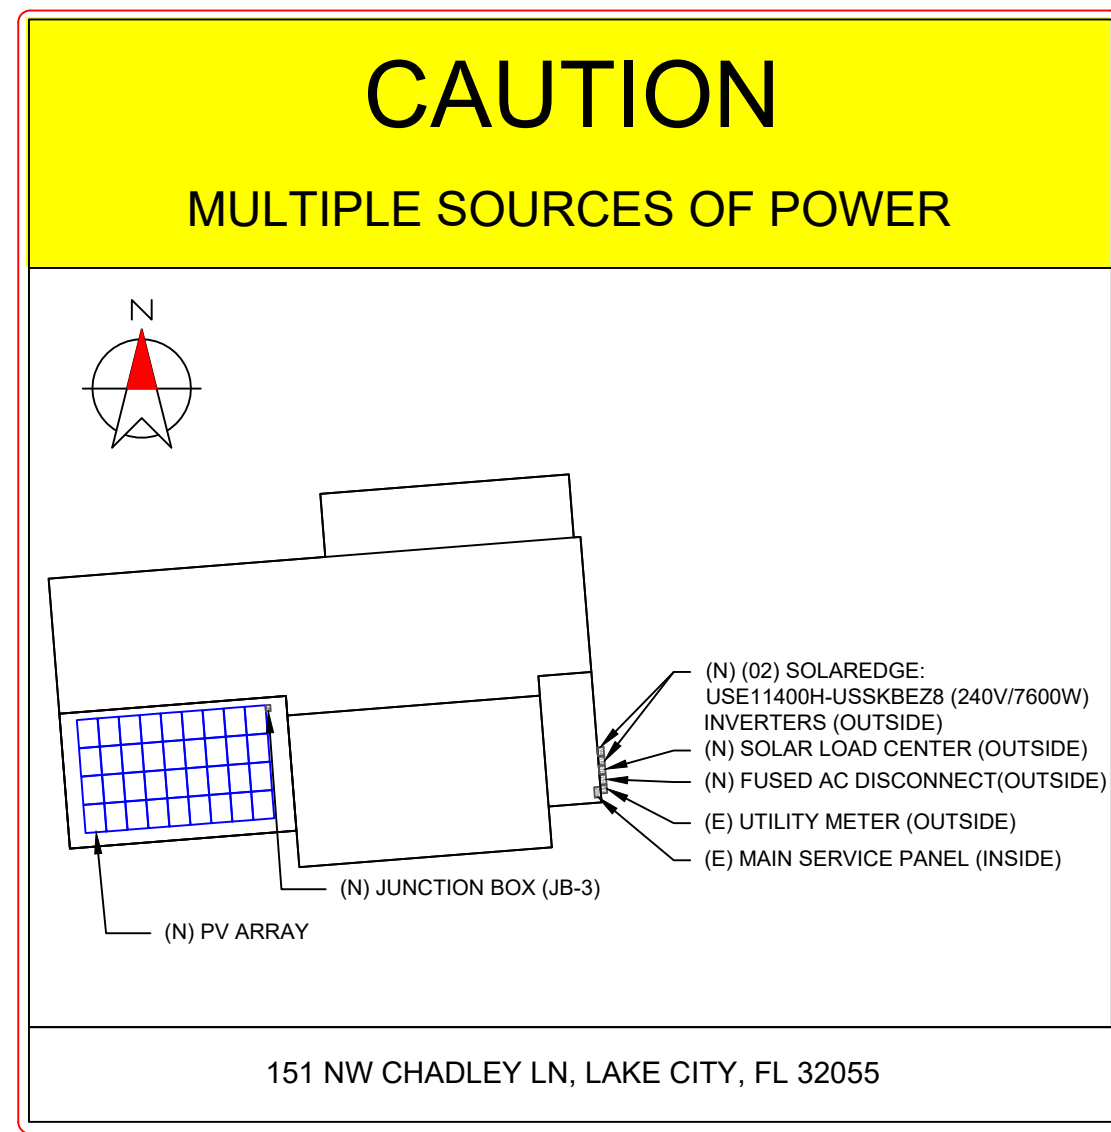 CAUTION
MULTIPLE SOURCES OF POWER
N
(N) (02) SOLAREDGE:
USE11400H-USSKBEZ8 (240V/7600W)
INVERTERS (OUTSIDE)
(N) SOLAR LOAD CENTER (OUTSIDE)
(N) FUSED AC DISCONNECT(OUTSIDE)
(E) UTILITY METER (OUTSIDE)
(E) MAIN SERVICE PANEL (INSIDE)
(N) JUNCTION BOX (JB-3)
(N) PV ARRAY
151 NW CHADLEY LN, LAKE CITY, FL 32055